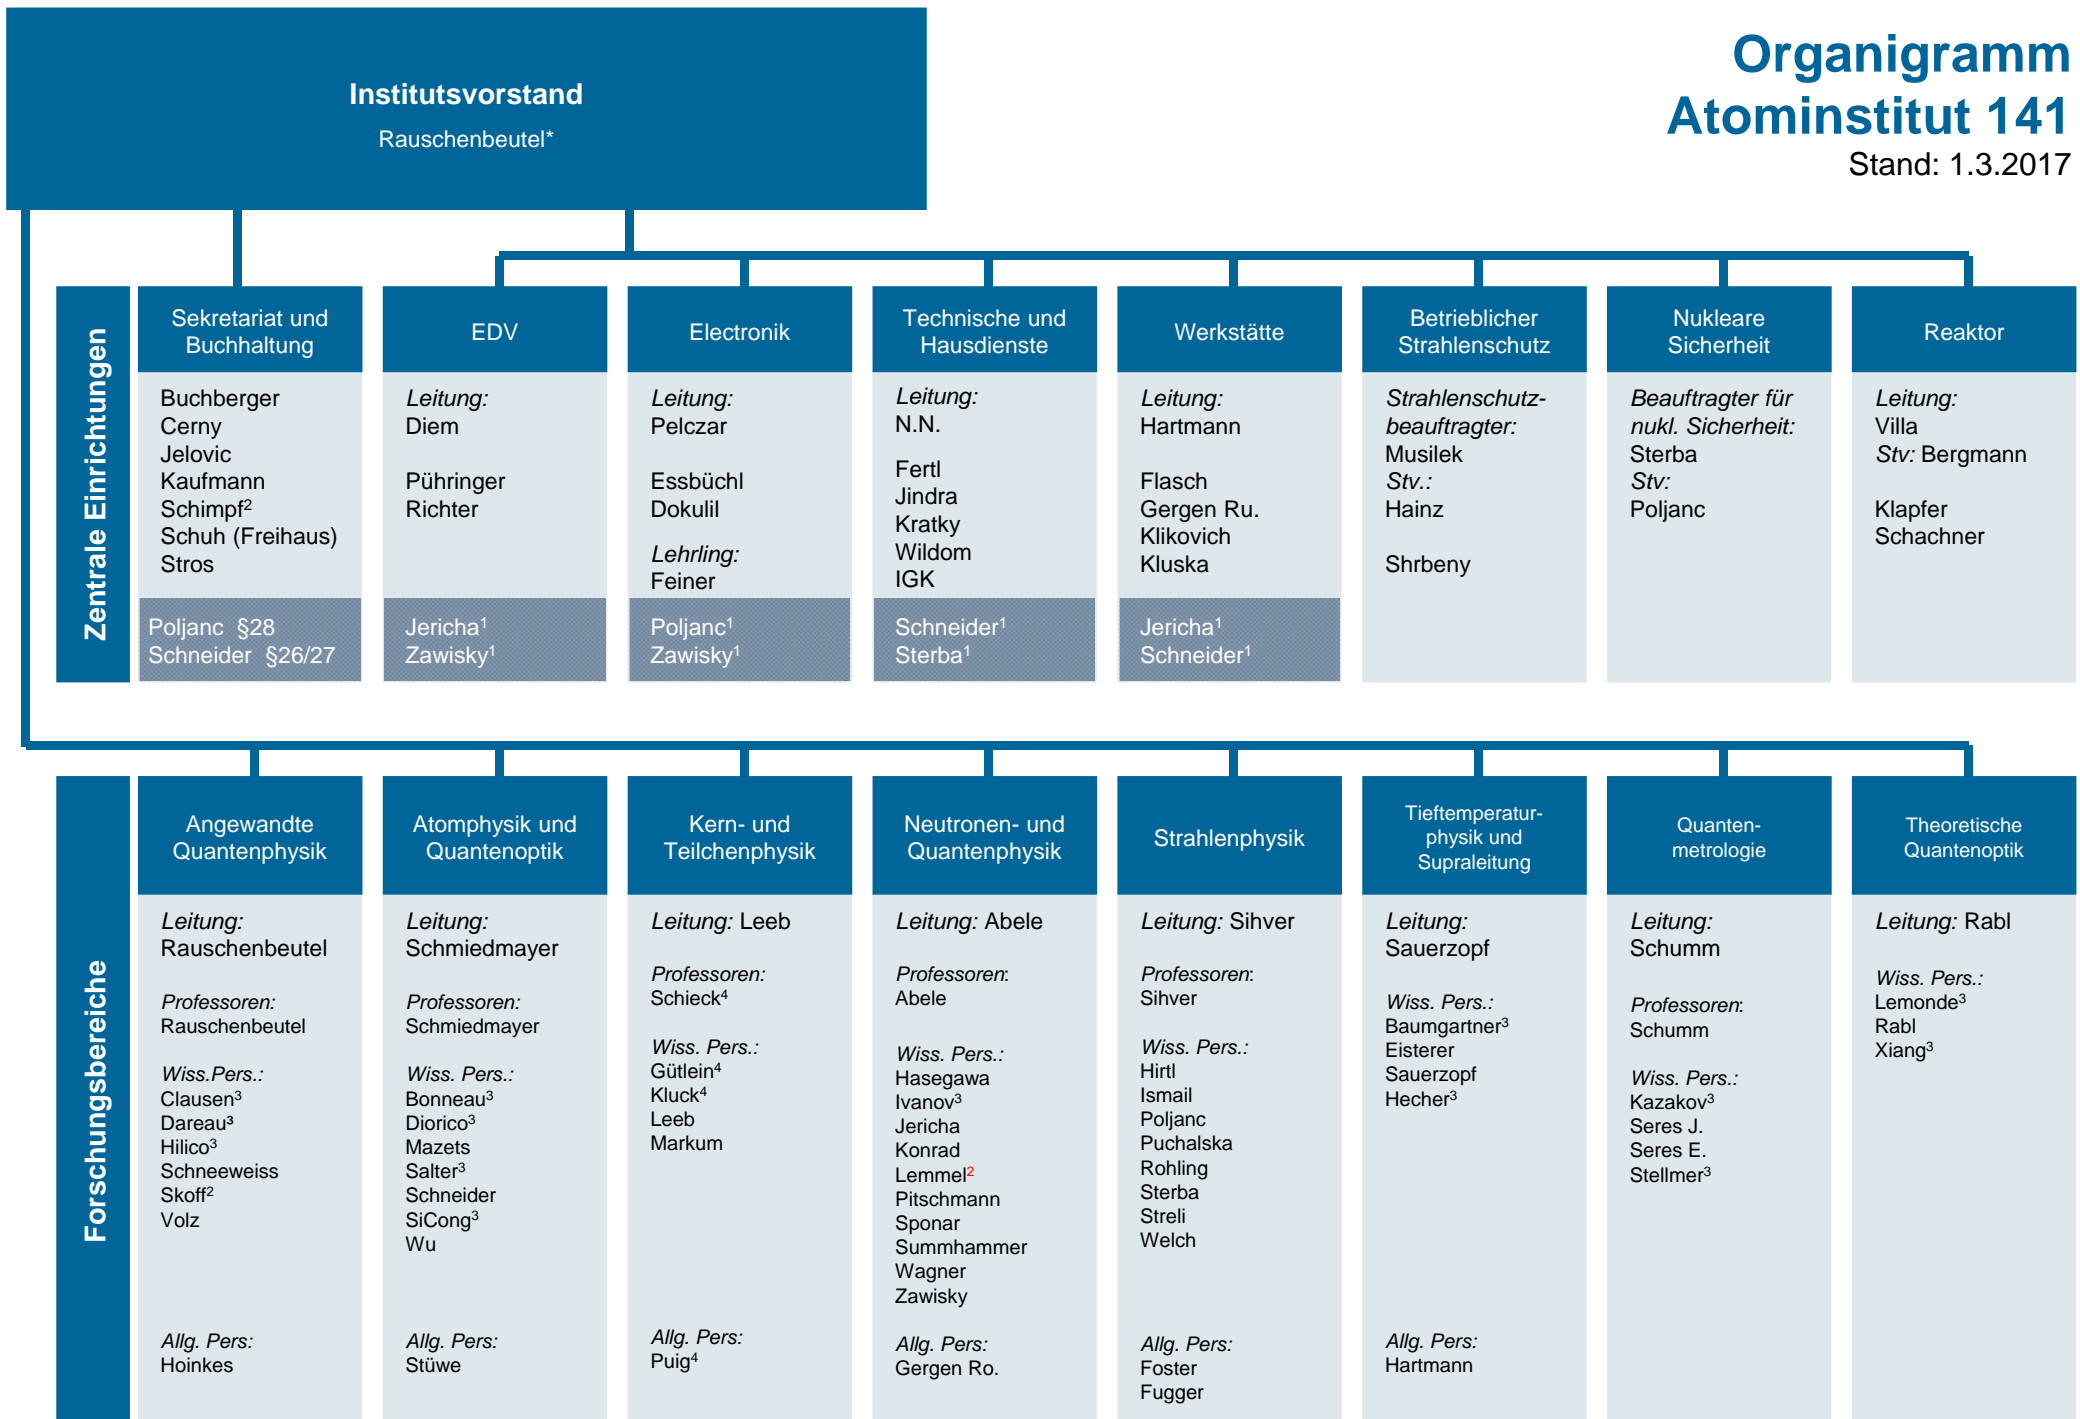 Institutsvorstand
Rauschenbeutel*
Organigramm
Atominstitut 141
Stand: 1.3.2017
Zentrale Einrichtungen
Sekretariat und
Buchhaltung
Buchberger
Cerny
Jelovic
Kaufmann
Schimpf²
Schuh (Freihaus)
Stros
Poljanc §28
Schneider §26/27
EDV
Leitung:
Diem
Pühringer
Richter
Jericha¹
Zawisky¹
Electronik
Leitung:
Pelczar
Essbüchl
Dokulil
Lehrling:
Feiner
Poljanc¹
Zawisky¹
Technische und
Hausdienste
Leitung:
N.N.
Fertl
Jindra
Kratky
Wildom
IGK
Schneider¹
Sterba¹
Werkstätte
Leitung:
Hartmann
Flasch
Gergen Ru.
Klikovich
Kluska
Jericha¹
Schneider¹
Betrieblicher
Strahlenschutz
Strahlenschutz-
beauftragter:
Musilek
Stv.:
Hainz
Shrbeny
Nukleare
Sicherheit
Beauftragter für
nukl. Sicherheit:
Sterba
Stv:
Poljanc
Reaktor
Leitung:
Villa
Stv: Bergmann
Klapfer
Schachner
Forschungsbereiche
Angewandte
Quantenphysik
Leitung:
Rauschenbeutel
Professoren:
Rauschenbeutel
Wiss.Pers.:
Clausen³
Dareau³
Hilico³
Schneeweiss
Skoff²
Volz
Allg. Pers:
Hoinkes
Atomphysik und
Quantenoptik
Leitung:
Schmiedmayer
Professoren:
Schmiedmayer
Wiss. Pers.:
Bonneau³
Diorico³
Mazets
Salter³
Schneider
SiCong³
Wu
Allg. Pers:
Stüwe
Kern- und
Teilchenphysik
Leitung: Leeb
Professoren:
Schieck⁴
Wiss. Pers.:
Gütlein⁴
Kluck⁴
Leeb
Markum
Allg. Pers:
Puig⁴
Neutronen- und
Quantenphysik
Leitung: Abele
Professoren:
Abele
Wiss. Pers.:
Hasegawa
Ivanov³
Jericha
Konrad
Lemmel²
Pitschmann
Sponar
Summhammer
Wagner
Zawisky
Allg. Pers:
Gergen Ro.
Strahlenphysik
Leitung: Sihver
Professoren:
Sihver
Wiss. Pers.:
Hirtl
Ismail
Poljanc
Puchalska
Rohling
Sterba
Streli
Welch
Allg. Pers:
Foster
Fugger
Tieftemperatur-
physik und
Supraleitung
Leitung:
Sauerzopf
Wiss. Pers.:
Baumgartner³
Eisterer
Sauerzopf
Hecher³
Allg. Pers:
Hartmann
Quanten-
metrologie
Leitung:
Schumm
Professoren:
Schumm
Wiss. Pers.:
Kazakov³
Seres J.
Seres E.
Stellmer³
Theoretische
Quantenoptik
Leitung: Rabl
Wiss. Pers.:
Lemonde³
Rabl
Xiang³